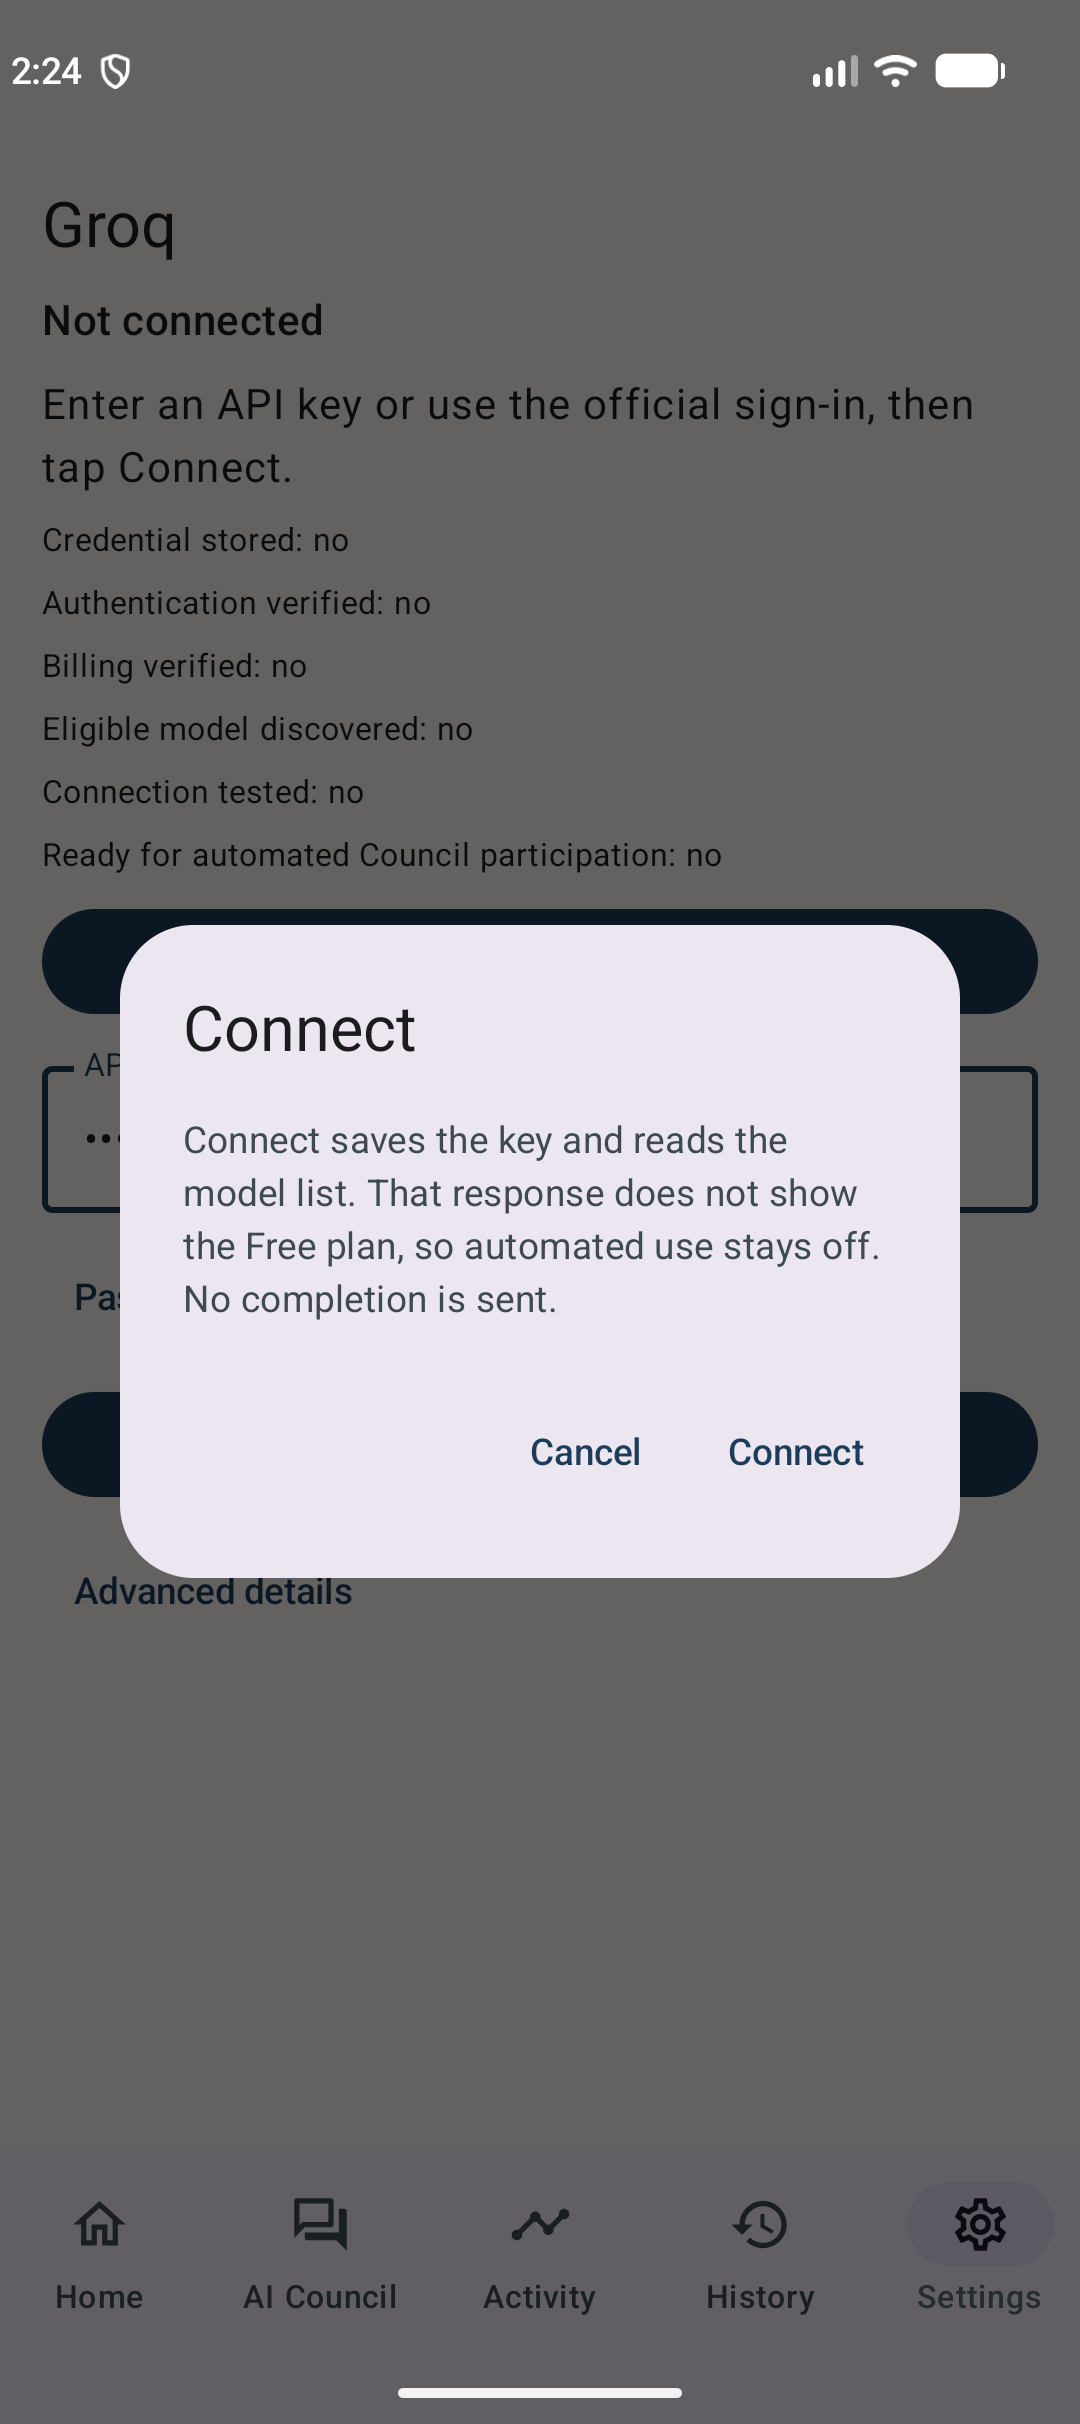 2:24
Groq
Not connected
Enter an API key or use the official sign-in, then
tap Connect.
Credential stored: no
Authentication verified: no
Billing verified: no
Eligible model discovered: no
Connection tested: no
Ready for automated Council participation: no
Connect
Connect saves the key and reads the
model list. That response does not show
the Free plan, so automated use stays off.
No completion is sent.
Cancel Connect
Advanced details
Home AI Council Activity History Settings